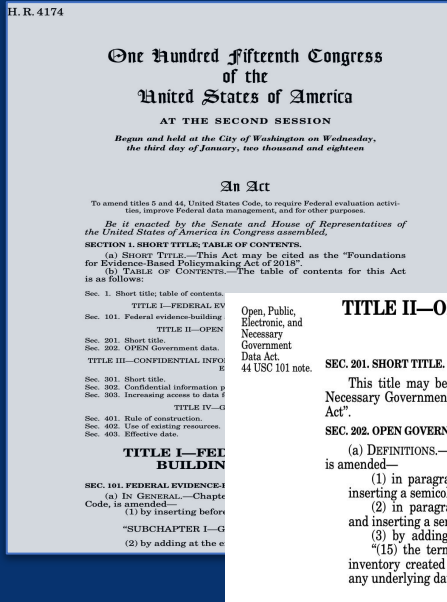 H. R. 4174
One Hundred Fifteenth Congress
of the
United States of America
AT THE SECOND SESSION
Begun and held at the City of Washington on Wednesday,
the third day of January, two thousand and eighteen
An Act
To amend titles 5 and 44, United States Code, to require Federal evaluation activi-
ties, improve Federal data management, and for other purposes.
Be it enacted by the Senate and House of Representatives of
the United States of America in Congress assembled,
SECTION 1. SHORT TITLE; TABLE OF CONTENTS.
(a) SHORT TITLE.—This Act may be cited as the “Foundations
for Evidence-Based Policymaking Act of 2018”.
(b) TABLE OF CONTENTS.—The table of contents for this Act
is as follows:
Sec. 1. Short title; table of contents.
TITLE I—FEDERAL EV
Sec. 101. Federal evidence-building
TITLE II—OPEN
Sec. 201. Short title.
Sec. 202. OPEN Government data.
TITLE III—CONFIDENTIAL INFO
E
Sec. 301. Short title.
Sec. 302. Confidential information p
Sec. 303. Increasing access to data f
TITLE IV—G
Sec. 401. Rule of construction.
Sec. 402. Use of existing resources.
Sec. 403. Effective date.
TITLE I—FED
BUILDIN
SEC. 101. FEDERAL EVIDENCE-
(a) IN GENERAL.—Chapte
Code, is amended—
(1) by inserting before
“SUBCHAPTER I—G
(2) by adding at the e
Open, Public,
Electronic, and
Necessary
Government
Data Act.
44 USC 101 note.
TITLE II—O
SEC. 201. SHORT TITLE.
This title may be
Necessary Government
Act”.
SEC. 202. OPEN GOVERN
(a) DEFINITIONS.—
is amended—
(1) in paragra
inserting a semicol
(2) in paragra
and inserting a se
(3) by adding
“(15) the term
inventory created
any underlying da